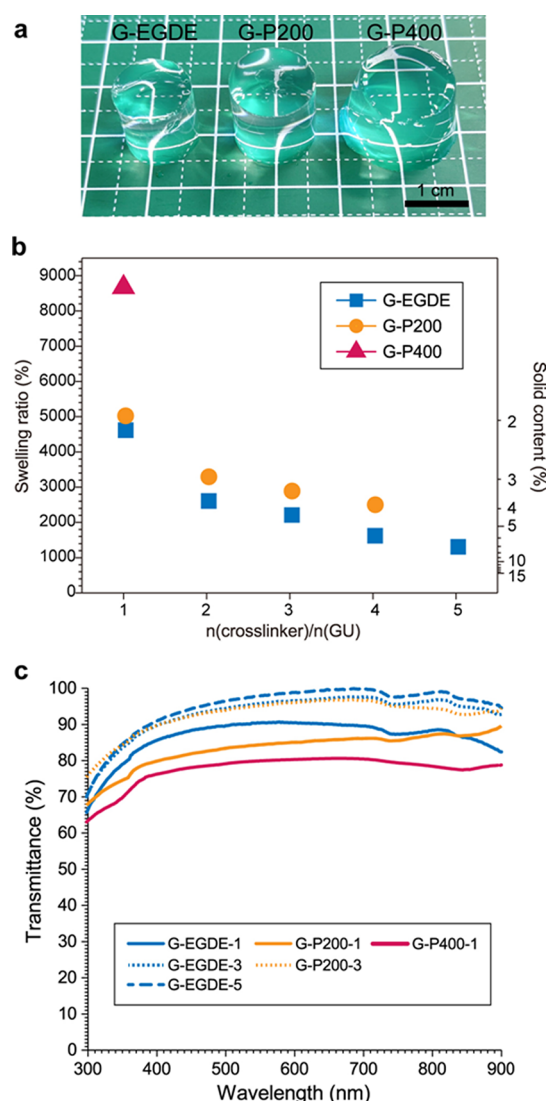 a
G-EGDE G-P200 G-P400
1 cm
b
9000
8000
7000
6000
5000
4000
3000
2000
1000
0
Swelling ratio (%)
G-EGDE
G-P200
G-P400
2
3
4
5
10
15
Solid content (%)
1 2 3 4 5
n(crosslinker)/n(GU)
c
100
90
80
70
60
50
40
30
20
10
0
Transmittance (%)
G-EGDE-1 G-P200-1 G-P400-1
G-EGDE-3 G-P200-3
G-EGDE-5
300 400 500 600 700 800 900
Wavelength (nm)